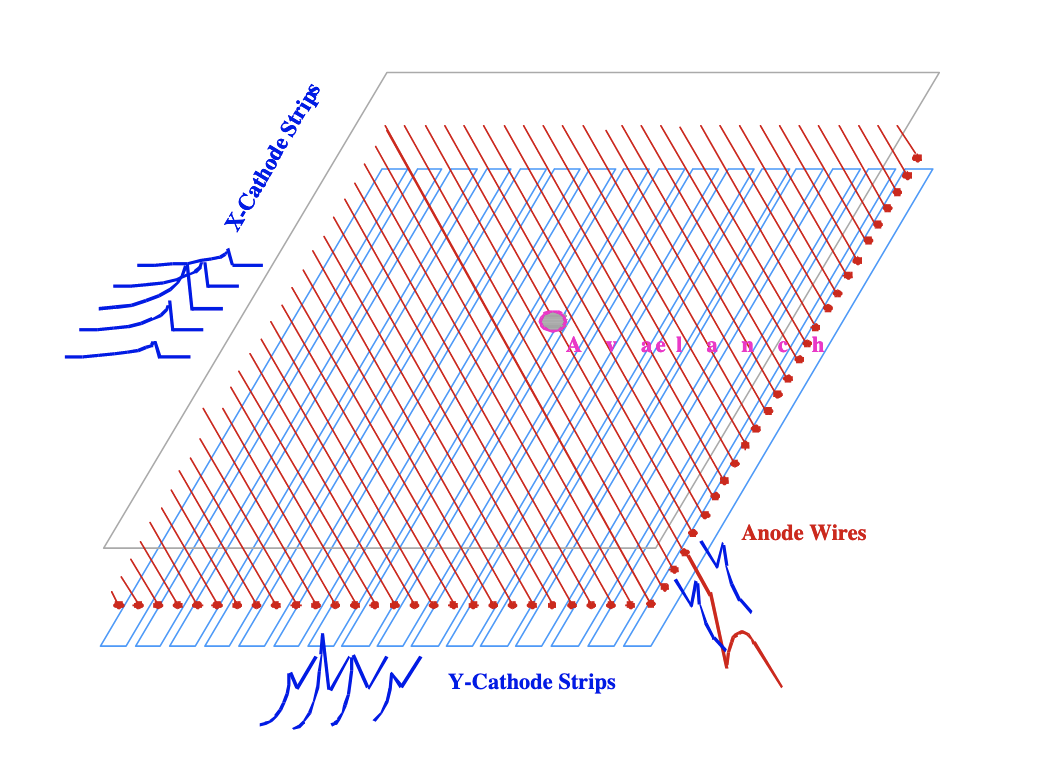 X-Cathode Strips
A v ae l a n c h
Anode Wires
Y-Cathode Strips